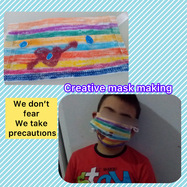 Creative mask making
We don't
fear
We take
precautions